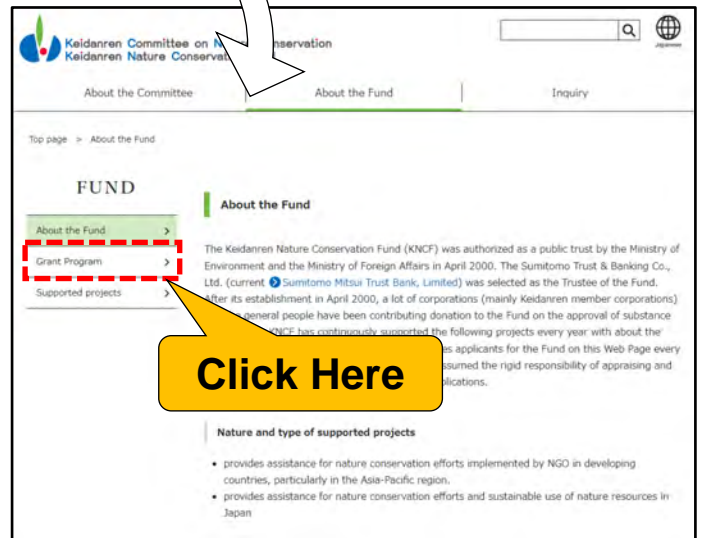 Keidanren Committee on N nservation
Keidanren Nature Conservat
Japanese
About the Committee
About the Fund
Inquiry
Top page > About the Fund
FUND
About the Fund
About the Fund >
Grant Program >
Supported projects >
The Keidanren Nature Conservation Fund (KNCF) was authorized as a public trust by the Ministry of
Environment and the Ministry of Foreign Affairs in April 2000. The Sumitomo Trust & Banking Co.,
Ltd. (current Sumitomo Mitsui Trust Bank, Limited) was selected as the Trustee of the Fund.
After its establishment in April 2000, a lot of corporations (mainly Keidanren member corporations)
general people have been contributing donation to the Fund on the approval of substance
KNCF has continuously supported the following projects every year with about the
es applicants for the Fund on this Web Page every
ssumed the rigid responsibility of appraising and
plications.
Click Here
Nature and type of supported projects
• provides assistance for nature conservation efforts implemented by NGO in developing
countries, particularly in the Asia-Pacific region.
• provides assistance for nature conservation efforts and sustainable use of nature resources in
Japan